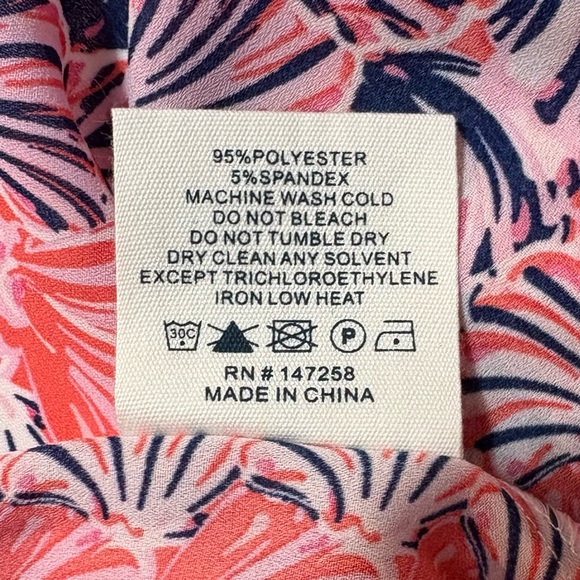 95%POLYESTER
5%SPANDEX
MACHINE WASH COLD
DO NOT BLEACH
DO NOT TUMBLE DRY
DRY CLEAN ANY SOLVENT
EXCEPT TRICHLOROETHYLENE
IRON LOW HEAT
30C P
RN # 147258
MADE IN CHINA